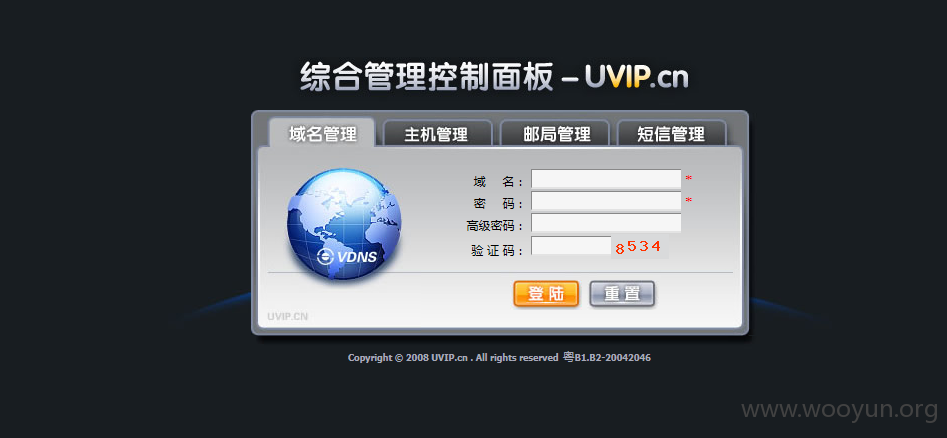 综合管理控制面板－UVIP.cn
域名管理 主机管理 邮局管理 短信管理
域 名： *
密 码： *
高级密码：
验证码： 8534
VDNS
登陆 重置
UVIP.CN
Copyright © 2008 UVIP.cn . All rights reserved 粤B1.B2-20042046
www.wooyun.org